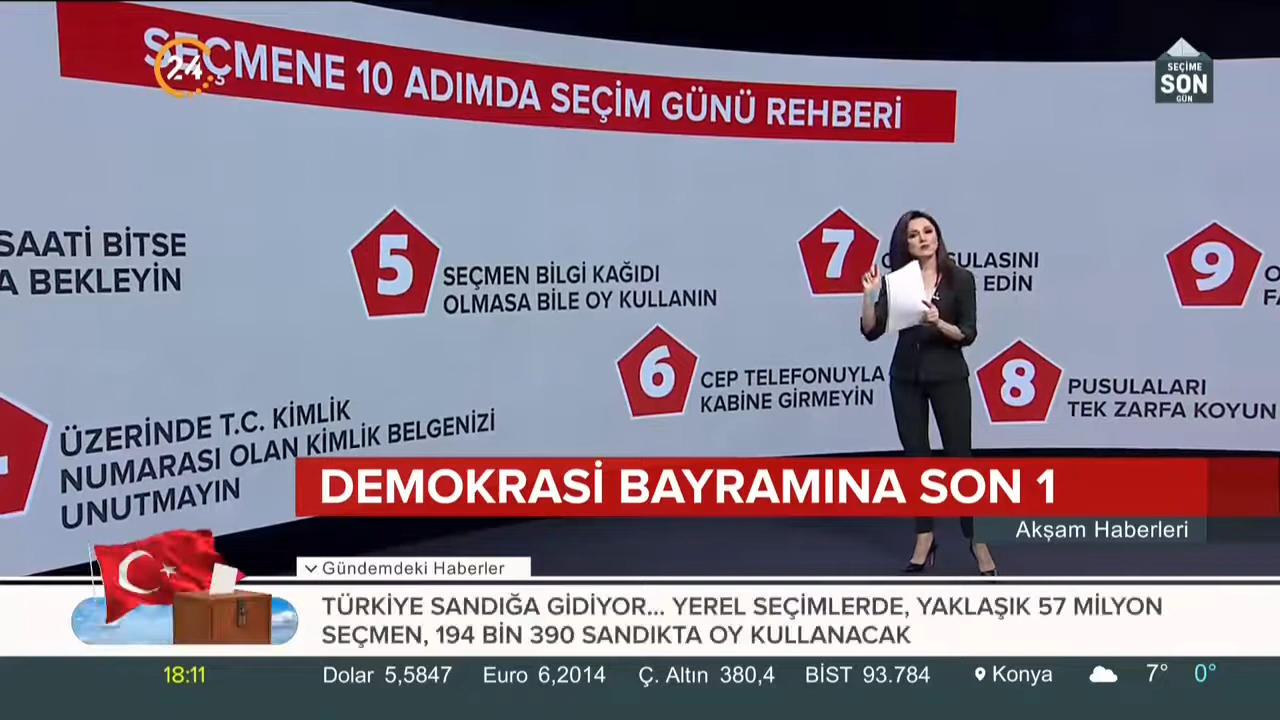 SEÇMENE 10 ADIMDA SEÇİM GÜNÜ REHBERİ
24
SEÇİME
SON
GÜN
SAATİ BİTSE
A BEKLEYİN
5
SEÇMEN BİLGİ KAĞIDI
OLMASA BİLE OY KULLANIN
7
SULASINI
EDİN
9
6
CEP TELEFONUYLA
KABİNE GİRMEYİN
8
PUSULALARI
TEK ZARFA KOYUN
ÜZERİNDE T.C. KİMLİK
NUMARASI OLAN KİMLİK BELGENİZİ
UNUTMAYIN
DEMOKRASİ BAYRAMINA SON 1
Akşam Haberleri
Gündemdeki Haberler
TÜRKİYE SANDIĞA GİDİYOR... YEREL SEÇİMLERDE, YAKLAŞIK 57 MİLYON
SEÇMEN, 194 BİN 390 SANDIKTA OY KULLANACAK
18:11 Dolar 5,5847 Euro 6,2014 Ç. Altın 380,4 BİST 93.784 Konya 7° 0°